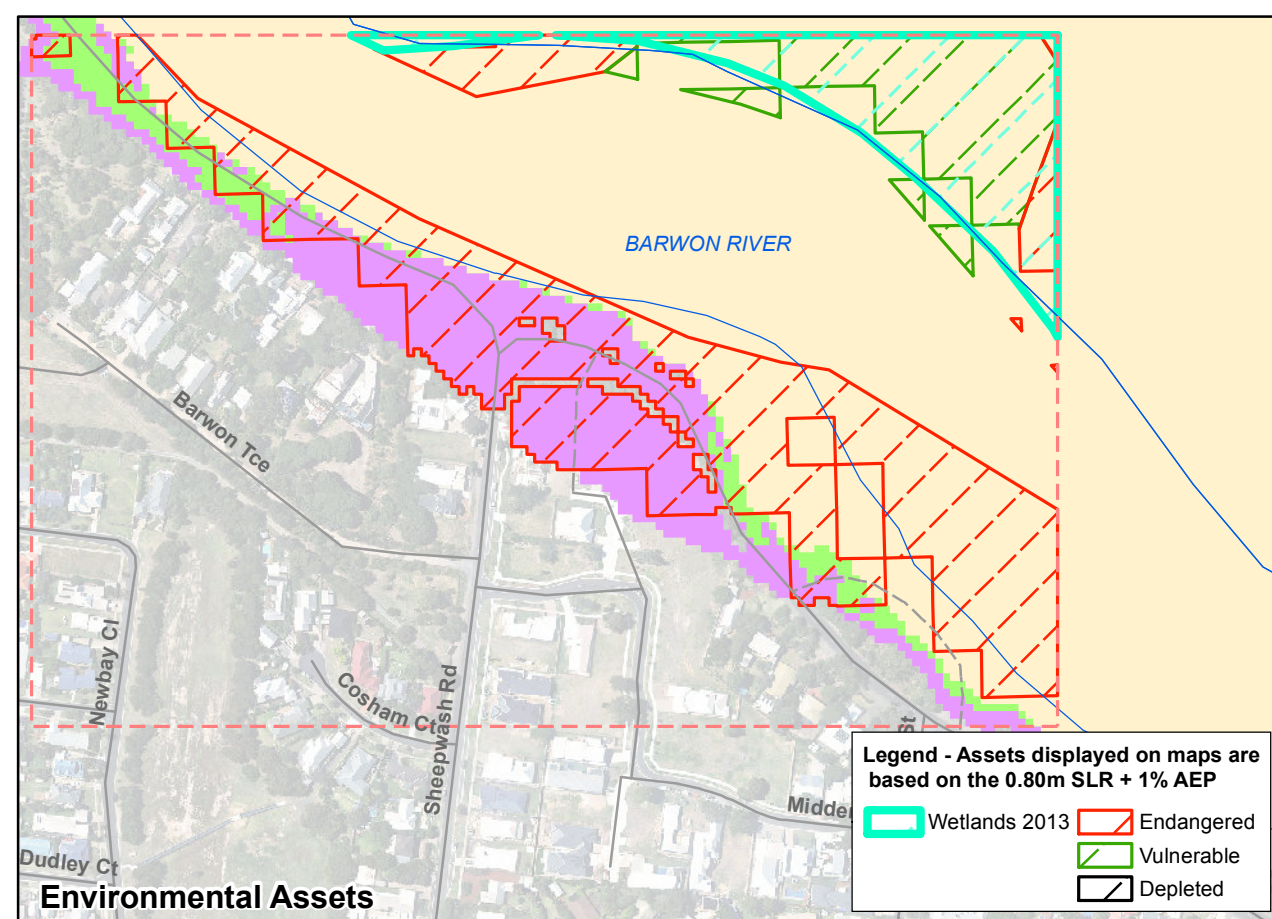 BARWON RIVER
Barwon Tce
Newbay Cl
Cosham Ct
Sheepwash Rd
St
Dudley Ct
Environmental Assets
Legend - Assets displayed on maps are
based on the 0.80m SLR + 1% AEP
Wetlands 2013
Endangered
Vulnerable
Depleted